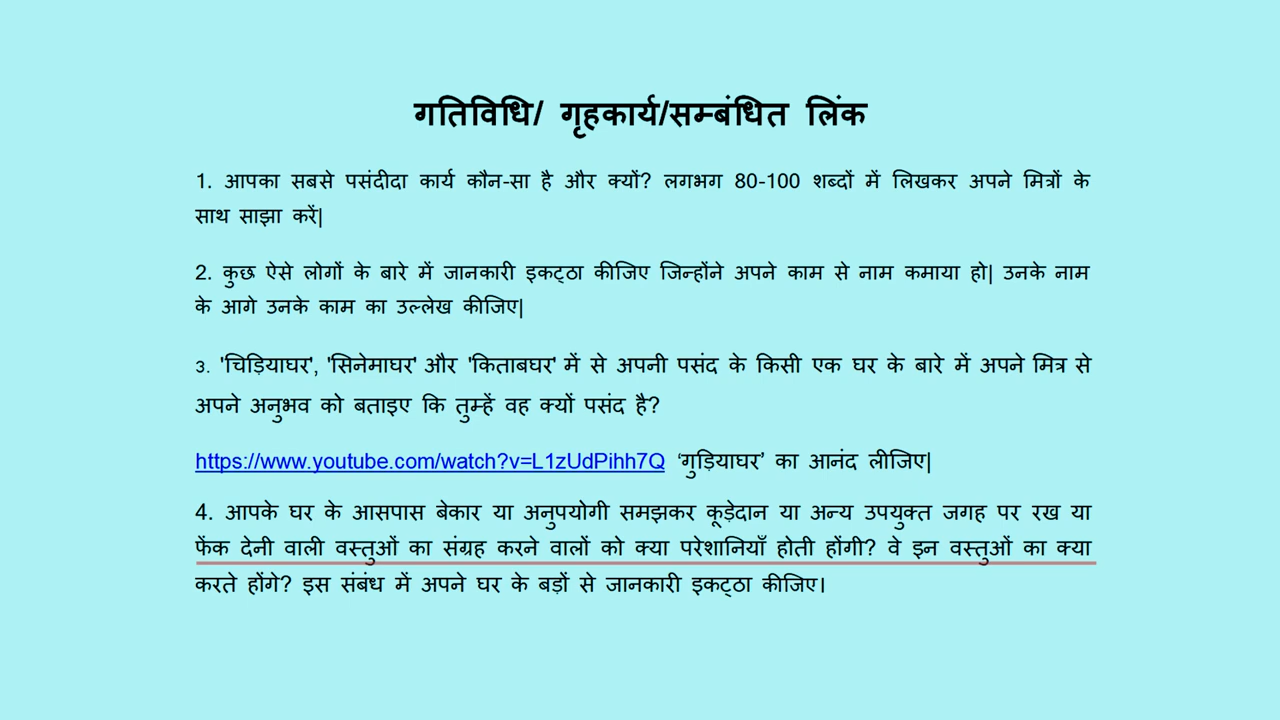 गतिविधि/ गृहकार्य/सम्बंधित लिंक
1. आपका सबसे पसंदीदा कार्य कौन-सा है और क्यों? लगभग 80-100 शब्दों में लिखकर अपने मित्रों के
साथ साझा करें|
2. कुछ ऐसे लोगों के बारे में जानकारी इकट्ठा कीजिए जिन्होंने अपने काम से नाम कमाया हो| उनके नाम
के आगे उनके काम का उल्लेख कीजिए|
3. 'चिड़ियाघर', 'सिनेमाघर' और 'किताबघर' में से अपनी पसंद के किसी एक घर के बारे में अपने मित्र से
अपने अनुभव को बताइए कि तुम्हें वह क्यों पसंद है?
https://www.youtube.com/watch?v=L1zUdPihh7Q ‘गुड़ियाघर’ का आनंद लीजिए|
4. आपके घर के आसपास बेकार या अनुपयोगी समझकर कूड़ेदान या अन्य उपयुक्त जगह पर रख या
फेंक देनी वाली वस्तुओं का संग्रह करने वालों को क्या परेशानियाँ होती होंगी? वे इन वस्तुओं का क्या
करते होंगे? इस संबंध में अपने घर के बड़ों से जानकारी इकट्ठा कीजिए।